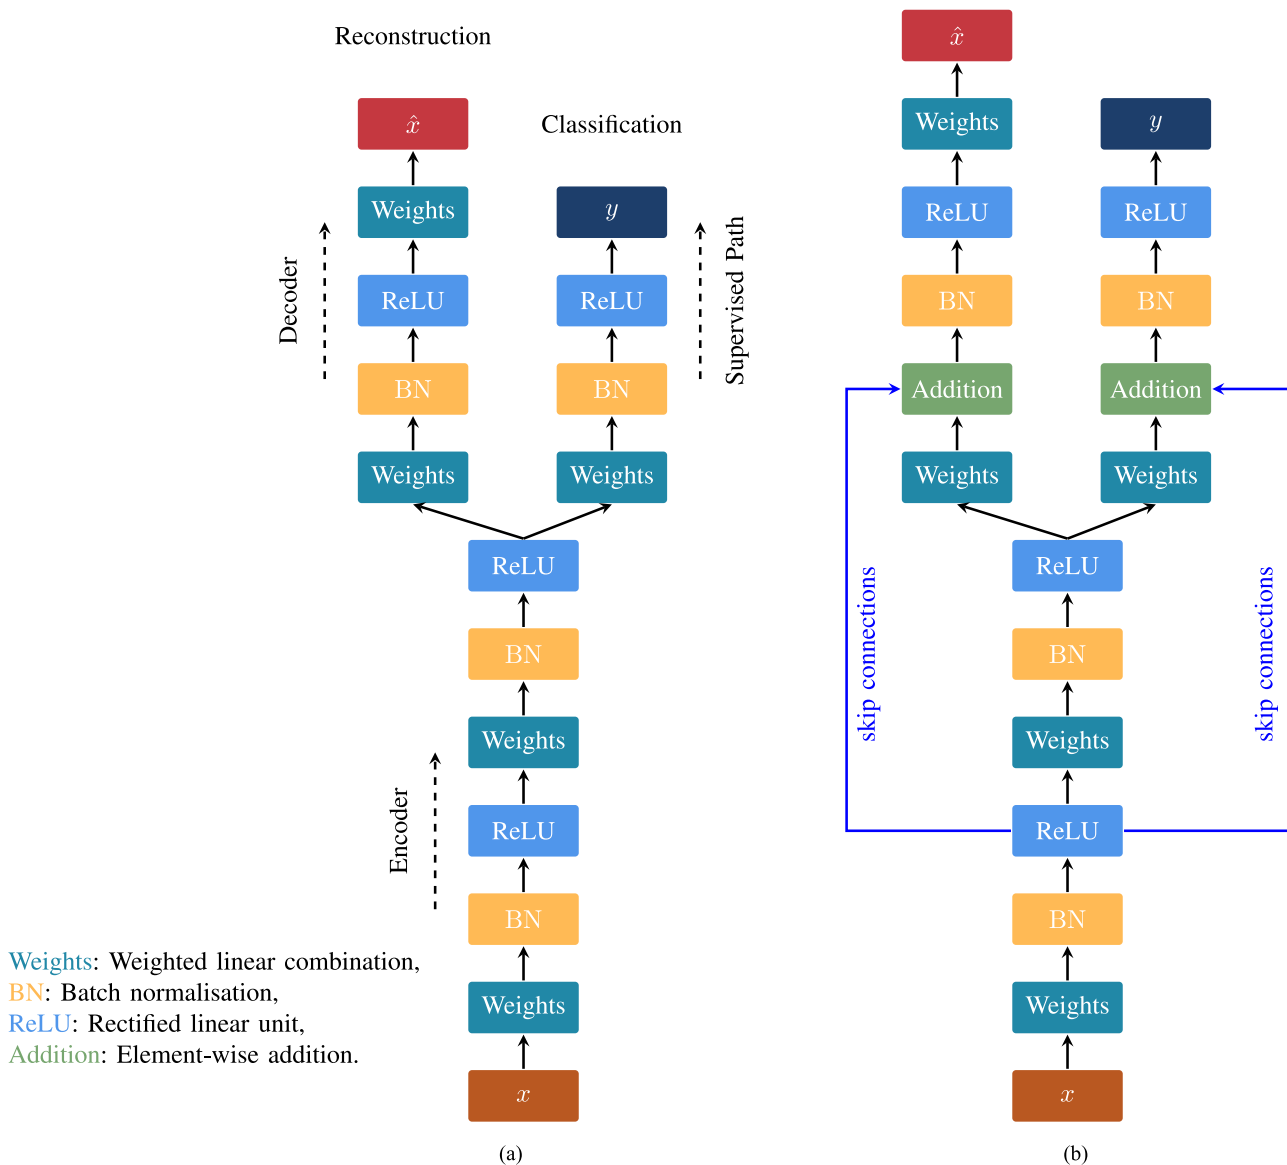 Reconstruction
x̂
Classification
Weights
y
Decoder
Supervised Path
ReLU
ReLU
BN
BN
Weights
Weights
ReLU
BN
Weights
Encoder
ReLU
BN
Weights
x
Weights: Weighted linear combination,
BN: Batch normalisation,
ReLU: Rectified linear unit,
Addition: Element-wise addition.
(a)
x̂
Weights
y
ReLU
ReLU
BN
BN
Addition
Addition
Weights
Weights
ReLU
skip connections
skip connections
BN
Weights
ReLU
BN
Weights
x
(b)